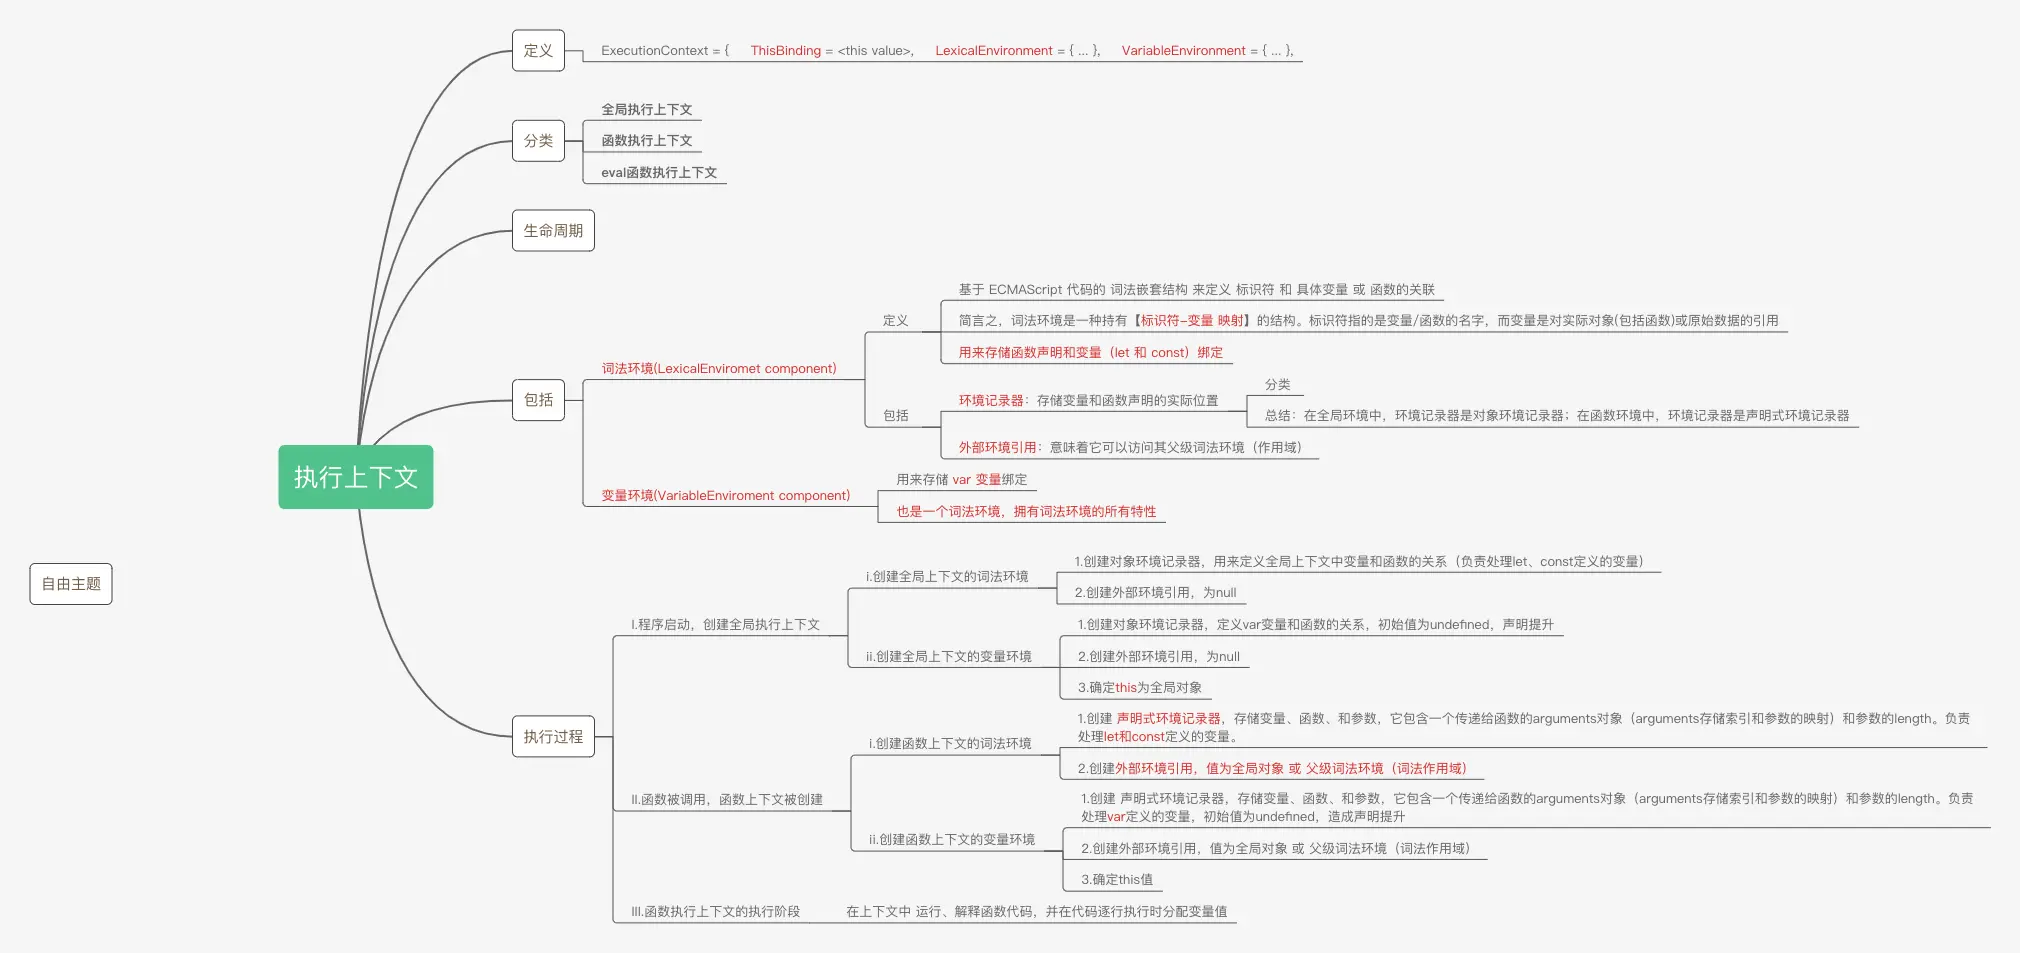 定义
ExecutionContext = { ThisBinding = <this value>, LexicalEnvironment = { ... }, VariableEnvironment = { ... },
分类
全局执行上下文
函数执行上下文
eval函数执行上下文
生命周期
包括
词法环境(LexicalEnviromet component)
定义
基于 ECMAScript 代码的 词法嵌套结构 来定义 标识符 和 具体变量 或 函数的关联
简言之，词法环境是一种持有【标识符-变量 映射】的结构。标识符指的是变量/函数的名字，而变量是对实际对象(包括函数)或原始数据的引用
用来存储函数声明和变量（let 和 const）绑定
包括
环境记录器：存储变量和函数声明的实际位置
分类
总结：在全局环境中，环境记录器是对象环境记录器；在函数环境中，环境记录器是声明式环境记录器
外部环境引用：意味着它可以访问其父级词法环境（作用域）
变量环境(VariableEnviroment component)
用来存储 var 变量绑定
也是一个词法环境，拥有词法环境的所有特性
执行上下文
自由主题
执行过程
I.程序启动，创建全局执行上下文
i.创建全局上下文的词法环境
1.创建对象环境记录器，用来定义全局上下文中变量和函数的关系（负责处理let、const定义的变量）
2.创建外部环境引用，为null
ii.创建全局上下文的变量环境
1.创建对象环境记录器，定义var变量和函数的关系，初始值为undefined，声明提升
2.创建外部环境引用，为null
3.确定this为全局对象
II.函数被调用，函数上下文被创建
i.创建函数上下文的词法环境
1.创建 声明式环境记录器，存储变量、函数、和参数，它包含一个传递给函数的arguments对象（arguments存储索引和参数的映射）和参数的length。负责
处理let和const定义的变量。
2.创建外部环境引用，值为全局对象 或 父级词法环境（词法作用域）
ii.创建函数上下文的变量环境
1.创建 声明式环境记录器，存储变量、函数、和参数，它包含一个传递给函数的arguments对象（arguments存储索引和参数的映射）和参数的length。负责
处理var定义的变量，初始值为undefined，造成声明提升
2.创建外部环境引用，值为全局对象 或 父级词法环境（词法作用域）
3.确定this值
III.函数执行上下文的执行阶段
在上下文中 运行、解释函数代码，并在代码逐行执行时分配变量值